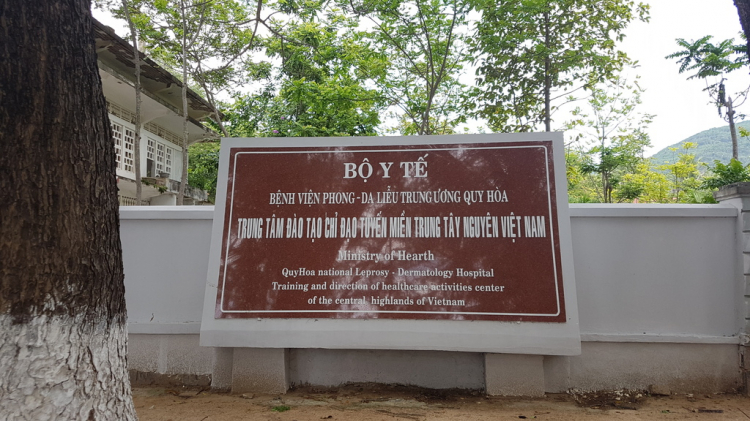 BỘ Y TẾ
BỆNH VIỆN PHONG - DA LIỄU TRUNG ƯƠNG QUY HÒA
TRUNG TÂM ĐÀO TẠO CHỈ ĐẠO TUYẾN MIỀN TRUNG TÂY NGUYÊN VIỆT NAM
Ministry of Hearth
QuyHoa national Leprosy - Dermatology Hospital
Training and direction of healthcare activities center
of the central highlands of Vietnam